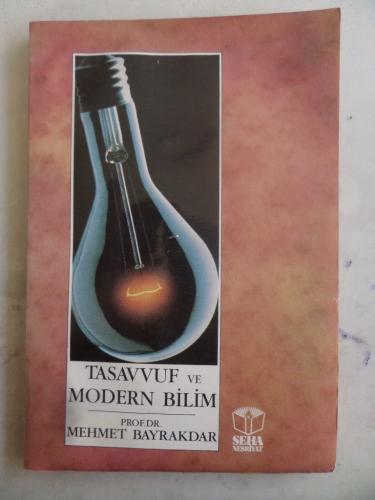 TASAVVUF VE
MODERN BİLİM
PROF.DR.
MEHMET BAYRAKDAR
SEHA
NEŞRİYAT